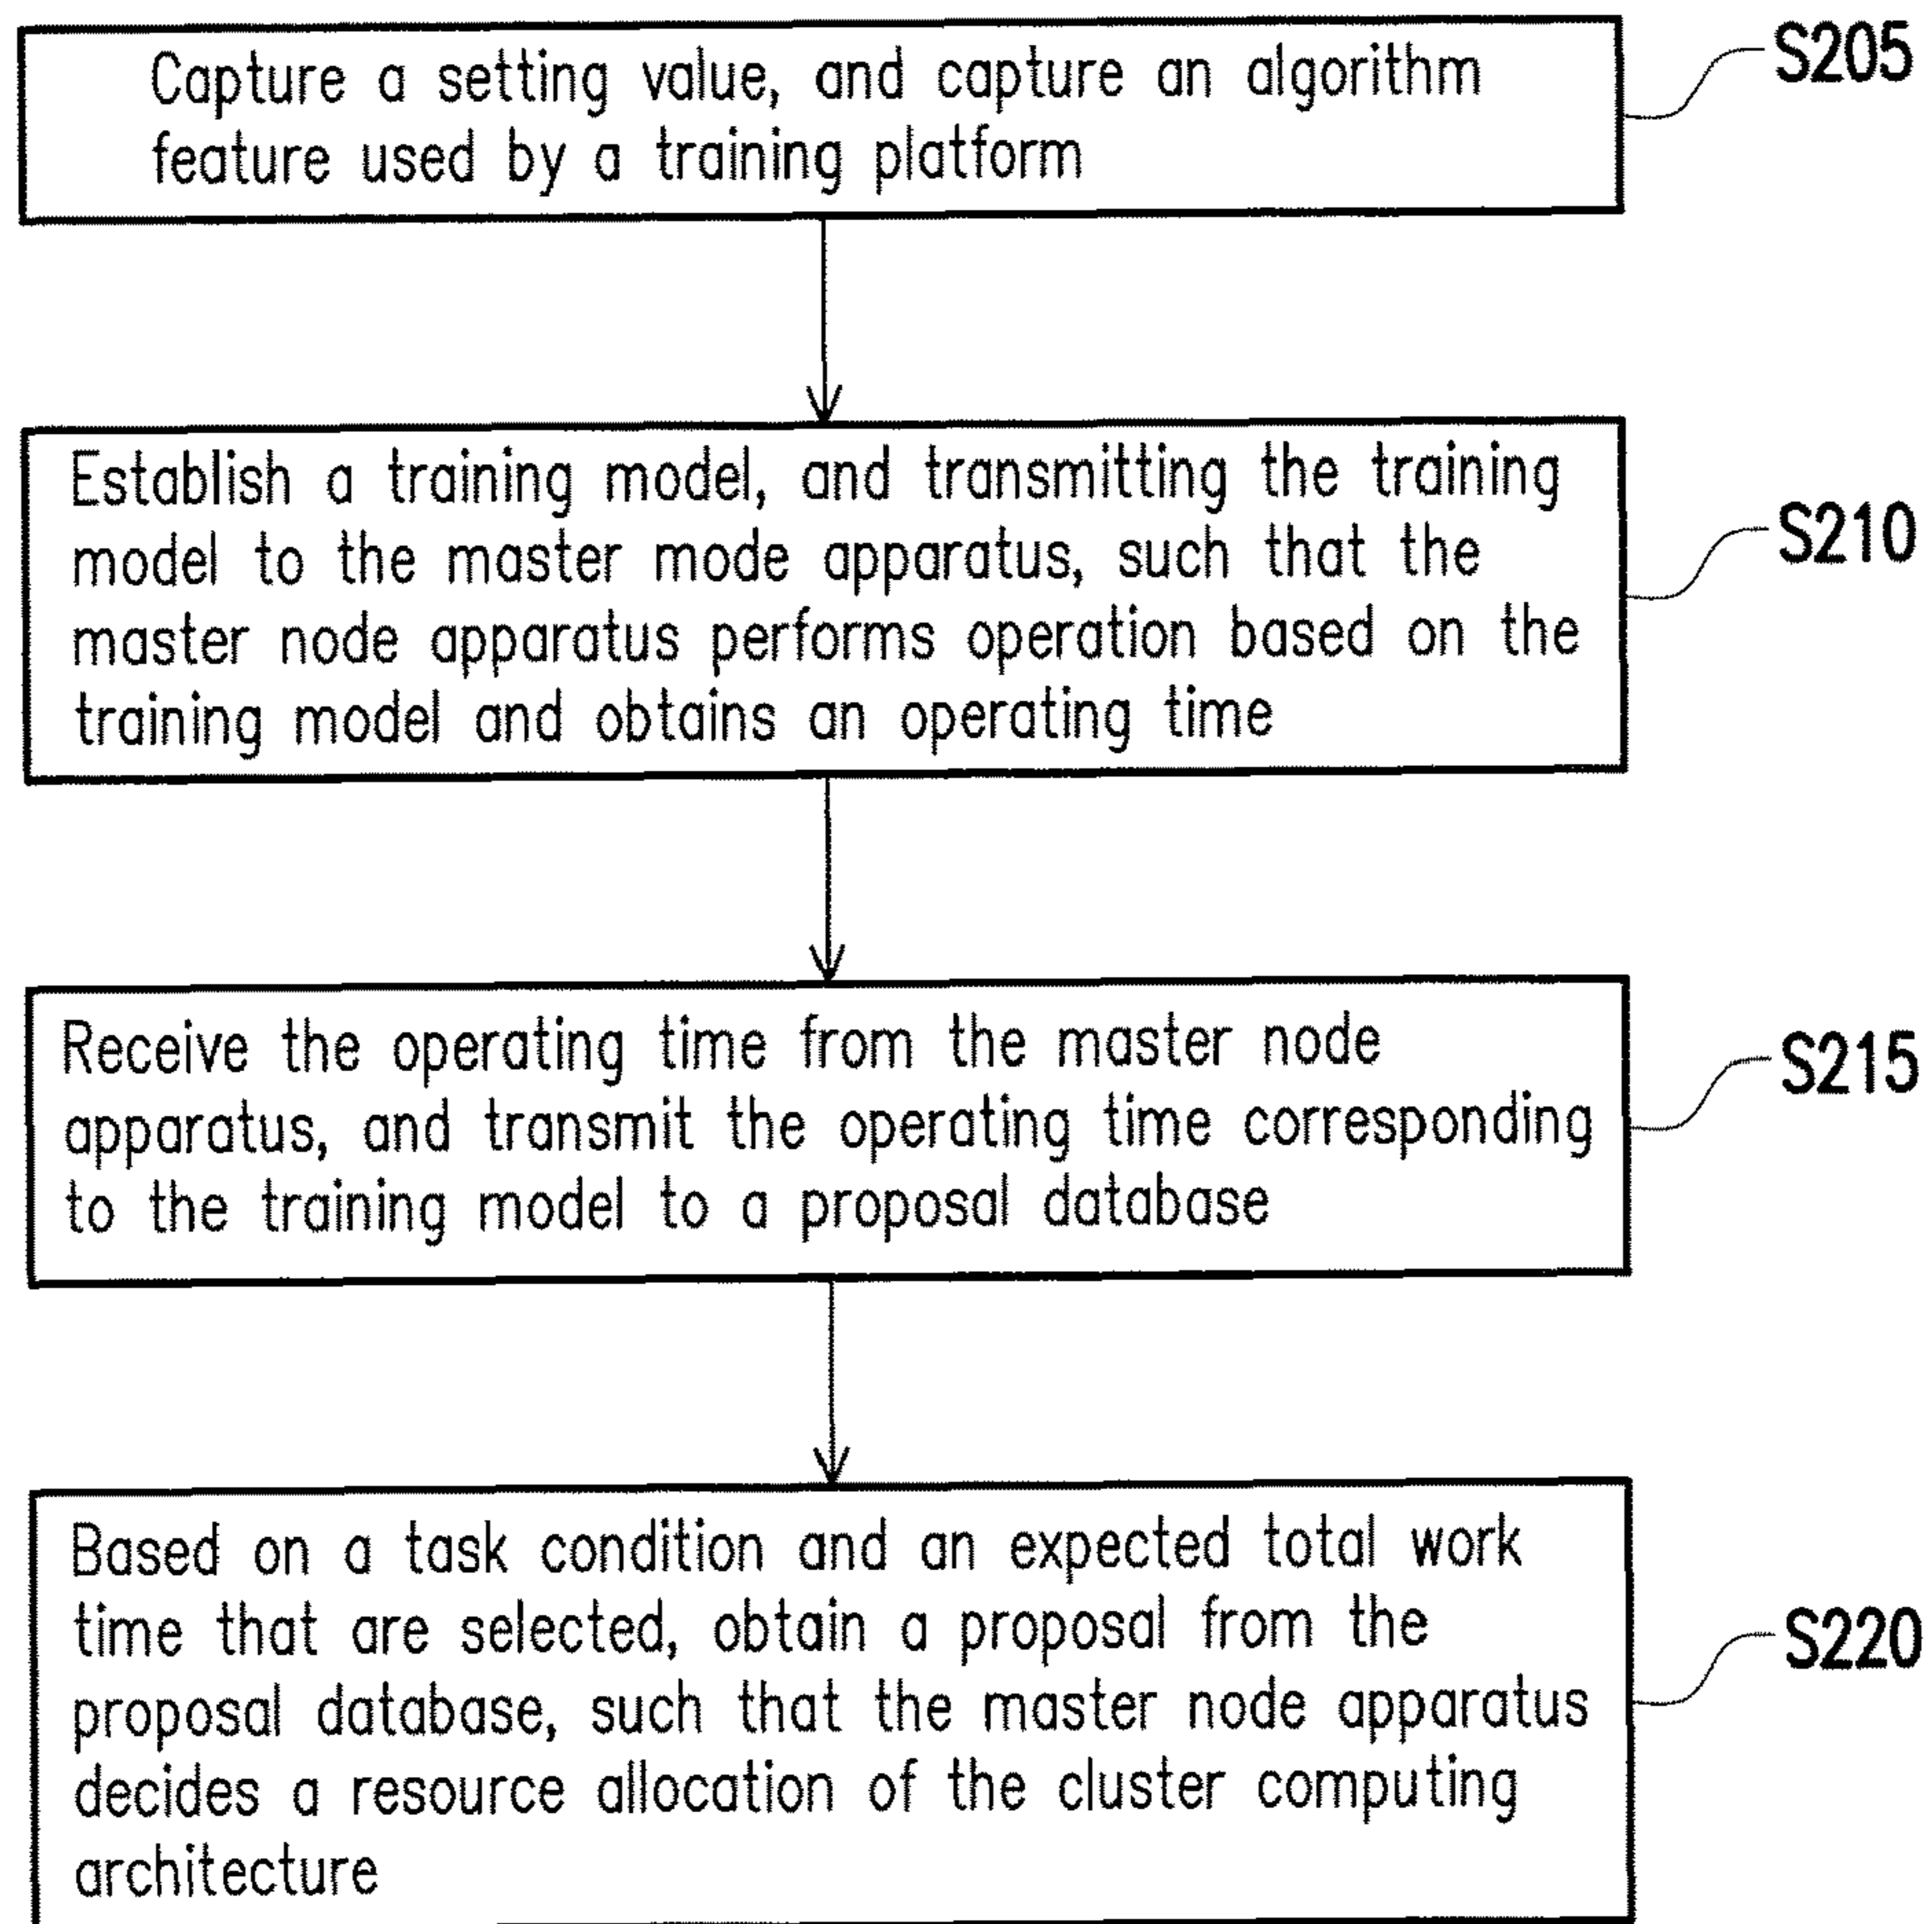 Capture a setting value, and capture an algorithm
feature used by a training platform
S205
Establish a training model, and transmitting the training
model to the master mode apparatus, such that the
master node apparatus performs operation based on the
training model and obtains an operating time
S210
Receive the operating time from the master node
apparatus, and transmit the operating time corresponding
to the training model to a proposal database
S215
Based on a task condition and an expected total work
time that are selected, obtain a proposal from the
proposal database, such that the master node apparatus
decides a resource allocation of the cluster computing
architecture
S220